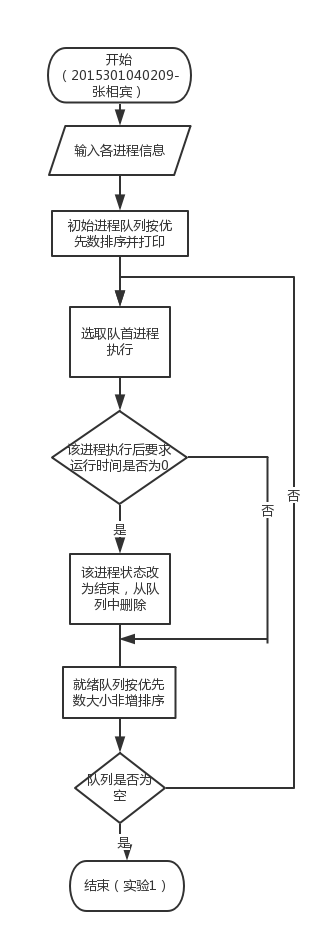 开始
（2015301040209-
张相宾）
输入各进程信息
初始进程队列按优
先数排序并打印
选取队首进程
执行
该进程执行后要求
运行时间是否为0
否
否
是
该进程状态改
为结束，从队
列中删除
就绪队列按优先
数大小非增排序
队列是否为
空
是
结束（实验1）